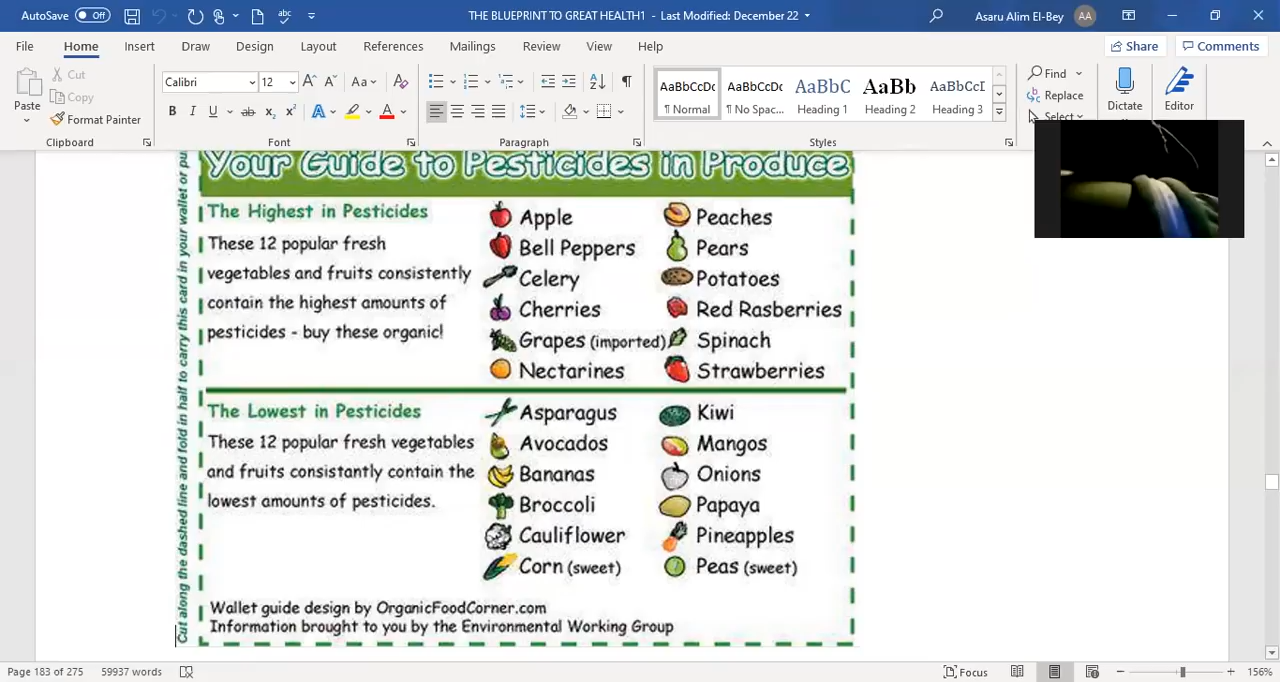 AutoSave Off THE BLUEPRINT TO GREAT HEALTH1 - Last Modified: December 22 Asaru Alim El-Bey AA
File Home Insert Draw Design Layout References Mailings Review View Help Share Comments
Paste
Cut
Copy
Format Painter
Clipboard
Calibri 12 Aa
B I U ab x₂ x² A A
Font
Paragraph
AaBbCcDc AaBbCcDc AaBbC AaBb AaBbCcI
¶ Normal ¶ No Spac... Heading 1 Heading 2 Heading 3
Styles
Find
Replace
Select
Dictate
Editor
Cut along the dashed line and fold in half to carry this card in your wallet or
Your Guide to Pesticides in Produce
The Highest in Pesticides
These 12 popular fresh
vegetables and fruits consistently
contain the highest amounts of
pesticides - buy these organic!
Apple
Bell Peppers
Celery
Cherries
Grapes (imported)
Nectarines
Peaches
Pears
Potatoes
Red Rasberries
Spinach
Strawberries
The Lowest in Pesticides
These 12 popular fresh vegetables
and fruits consistantly contain the
lowest amounts of pesticides.
Asparagus
Avocados
Bananas
Broccoli
Cauliflower
Corn (sweet)
Kiwi
Mangos
Onions
Papaya
Pineapples
Peas (sweet)
Wallet guide design by OrganicFoodCorner.com
Information brought to you by the Environmental Working Group
Page 183 of 275 59937 words Focus 156%